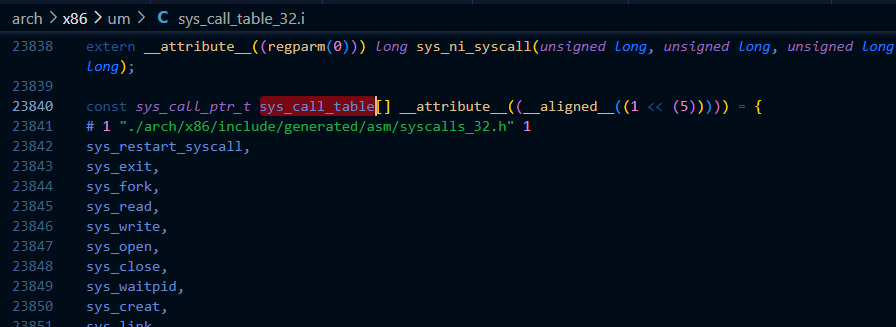 arch > x86 > um > C sys_call_table_32.i
23838 extern __attribute__((regparm(0))) long sys_ni_syscall(unsigned long, unsigned long, unsigned long
long);
23839
23840 const sys_call_ptr_t sys_call_table[] __attribute__((__aligned__((1 << (5))))) = {
23841 # 1 "./arch/x86/include/generated/asm/syscalls_32.h" 1
23842 sys_restart_syscall,
23843 sys_exit,
23844 sys_fork,
23845 sys_read,
23846 sys_write,
23847 sys_open,
23848 sys_close,
23849 sys_waitpid,
23850 sys_creat,
23851 sys_link